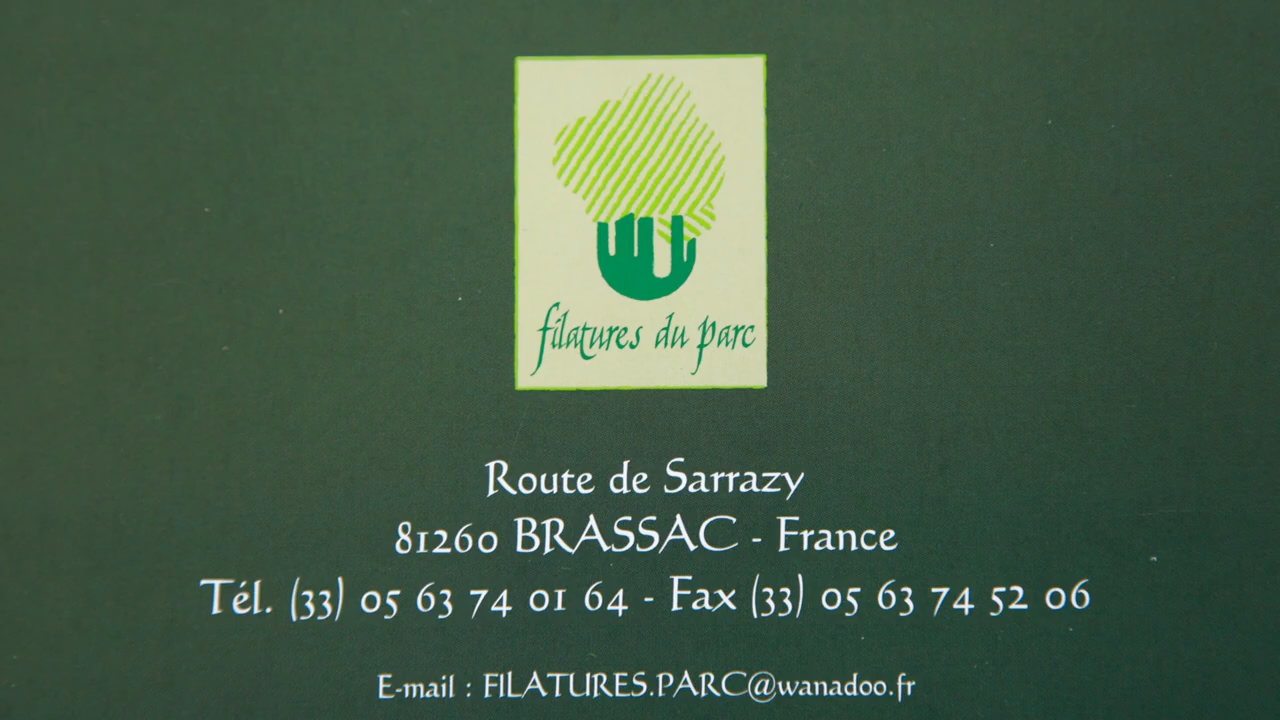 filatures du parc
Route de Sarrazy
81260 BRASSAC - France
Tél. (33) 05 63 74 01 64 - Fax (33) 05 63 74 52 06
E-mail : FILATURES.PARC@wanadoo.fr